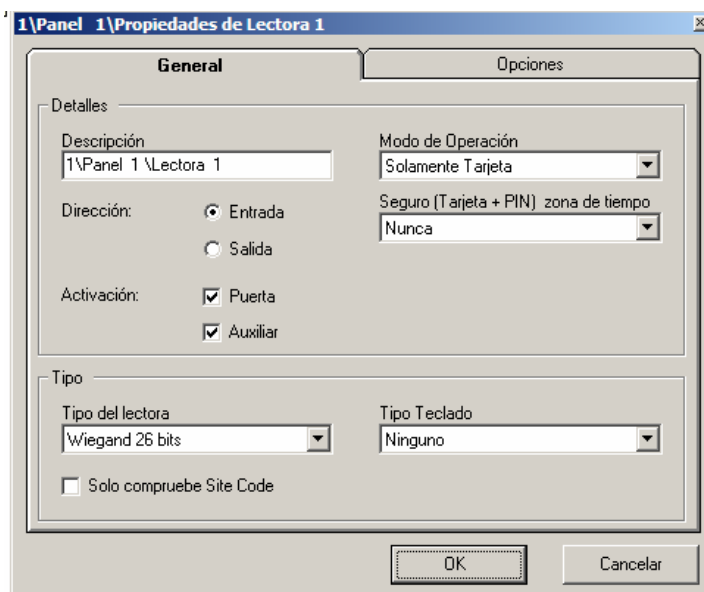 1\Panel 1\Propiedades de Lectora 1
General
Opciones
Detalles
Descripción
1\Panel 1 \Lectora 1
Modo de Operación
Solamente Tarjeta
Dirección:
Entrada
Salida
Seguro (Tarjeta + PIN) zona de tiempo
Nunca
Activación:
Puerta
Auxiliar
Tipo
Tipo del lectora
Wiegand 26 bits
Tipo Teclado
Ninguno
Solo compruebe Site Code
OK
Cancelar